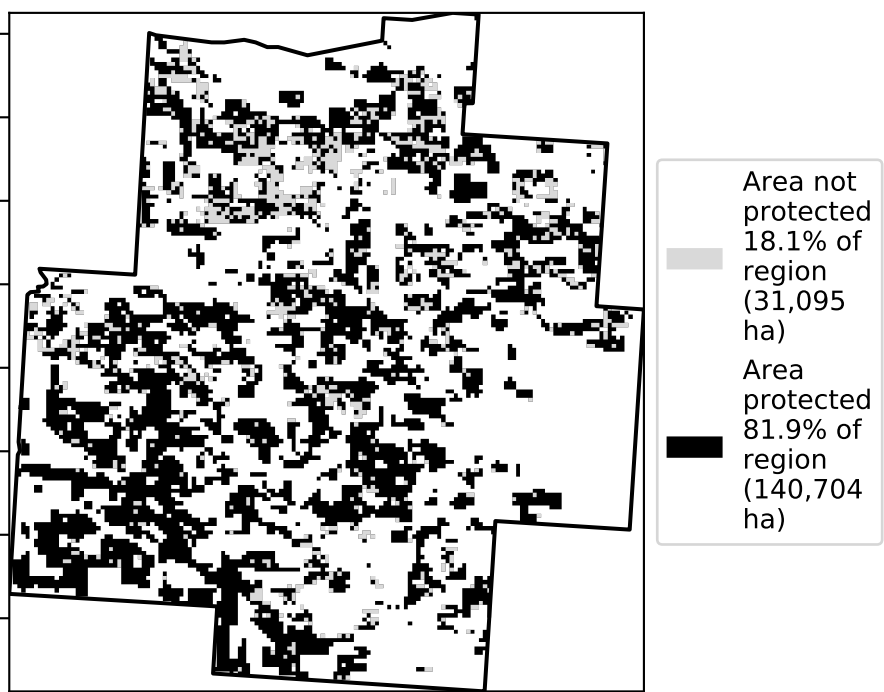 Area not
protected
18.1% of
region
(31,095
ha)
Area
protected
81.9% of
region
(140,704
ha)